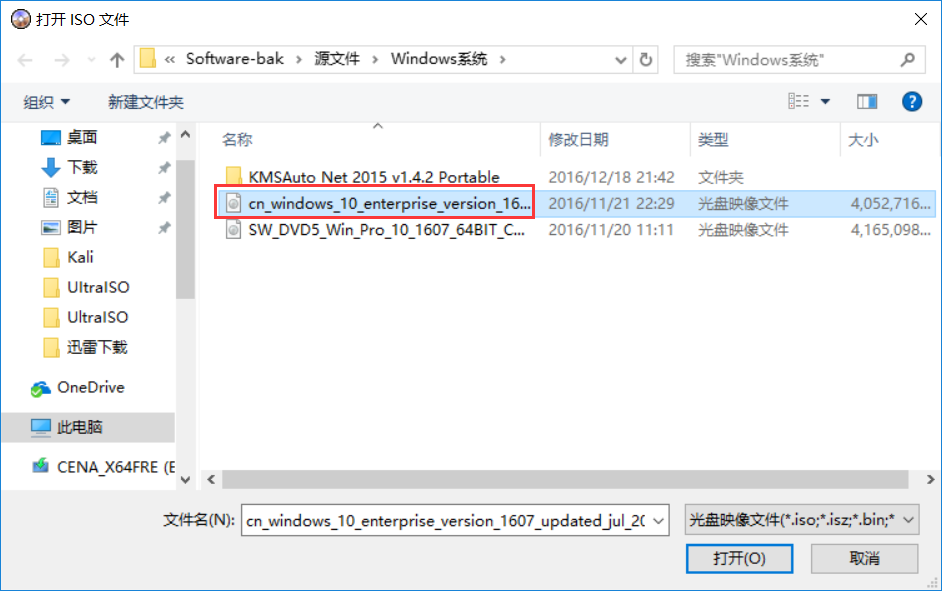 打开 ISO 文件
« Software-bak › 源文件 › Windows系统 ›
搜索"Windows系统"
组织 新建文件夹
名称 修改日期 类型 大小
桌面
下载
文档
图片
Kali
UltraISO
UltraISO
迅雷下载
OneDrive
此电脑
CENA_X64FRE (E
KMSAuto Net 2015 v1.4.2 Portable 2016/12/18 21:42 文件夹
cn_windows_10_enterprise_version_16... 2016/11/21 22:29 光盘映像文件 4,052,716...
SW_DVD5_Win_Pro_10_1607_64BIT_C... 2016/11/20 11:11 光盘映像文件 4,165,098...
文件名(N): cn_windows_10_enterprise_version_1607_updated_jul_20 光盘映像文件(*.iso;*.isz;*.bin;*
打开(O) 取消